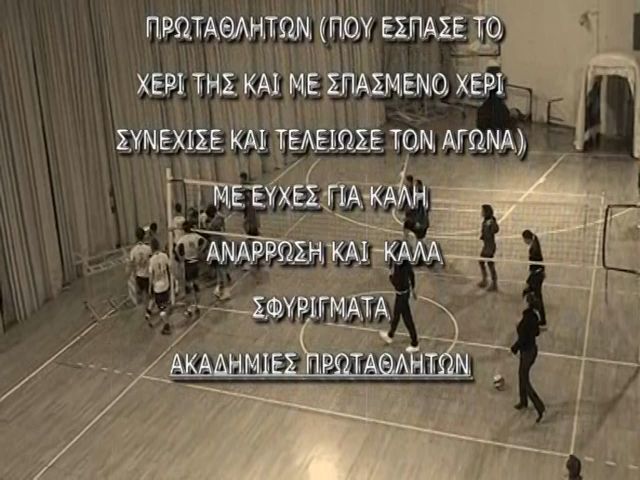 ΠΡΩΤΑΘΛΗΤΩΝ (ΠΟΥ ΕΣΠΑΣΕ ΤΟ
ΧΕΡΙ ΤΗΣ ΚΑΙ ΜΕ ΣΠΑΣΜΕΝΟ ΧΕΡΙ
ΣΥΝΕΧΙΣΕ ΚΑΙ ΤΕΛΕΙΩΣΕ ΤΟΝ ΑΓΩΝΑ)
ΜΕ ΕΥΧΕΣ ΓΙΑ ΚΑΛΗ
ΑΝΑΡΡΩΣΗ ΚΑΙ ΚΑΛΑ
ΣΦΥΡΙΓΜΑΤΑ
ΑΚΑΔΗΜΙΕΣ ΠΡΩΤΑΘΛΗΤΩΝ